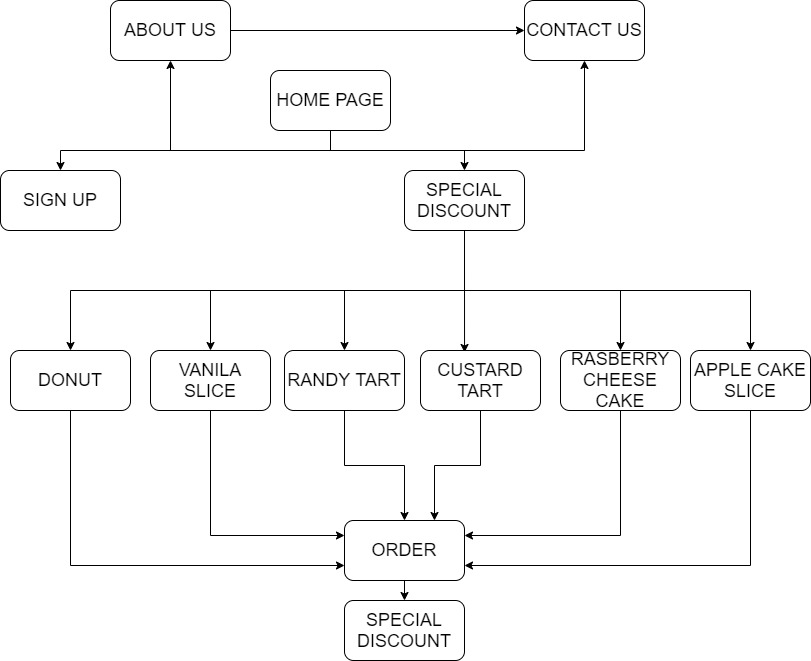 ABOUT US
CONTACT US
HOME PAGE
SIGN UP
SPECIAL
DISCOUNT
DONUT
VANILA
SLICE
RANDY TART
CUSTARD
TART
RASBERRY
CHEESE
CAKE
APPLE CAKE
SLICE
ORDER
SPECIAL
DISCOUNT